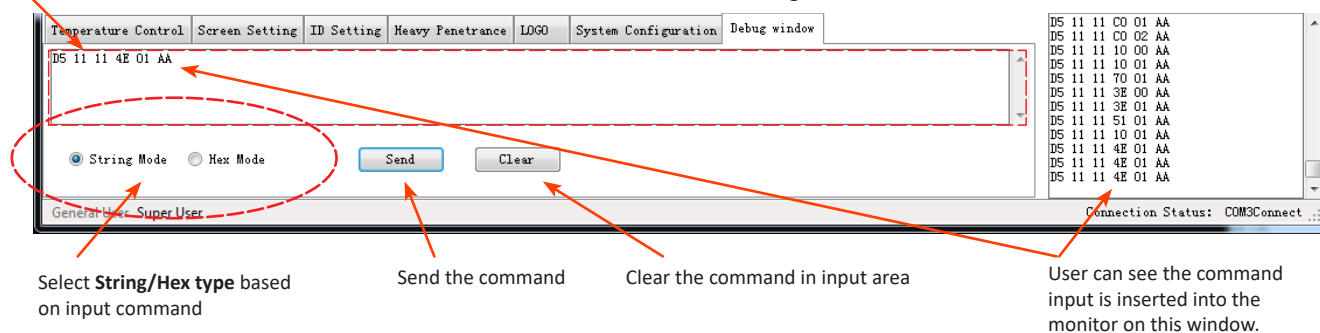 Temperature Control Screen Setting ID Setting Heavy Penetrance LOGO System Configuration Debug window
D5 11 11 4E 01 AA
String Mode Hex Mode Send Clear
D5 11 11 C0 01 AA
D5 11 11 C0 02 AA
D5 11 11 10 00 AA
D5 11 11 10 01 AA
D5 11 11 70 01 AA
D5 11 11 3E 00 AA
D5 11 11 3E 01 AA
D5 11 11 51 01 AA
D5 11 11 10 01 AA
D5 11 11 4E 01 AA
D5 11 11 4E 01 AA
D5 11 11 4E 01 AA
General User Super User
Connection Status: COM3Connect
Select String/Hex type based
on input command
Send the command
Clear the command in input area
User can see the command
input is inserted into the
monitor on this window.